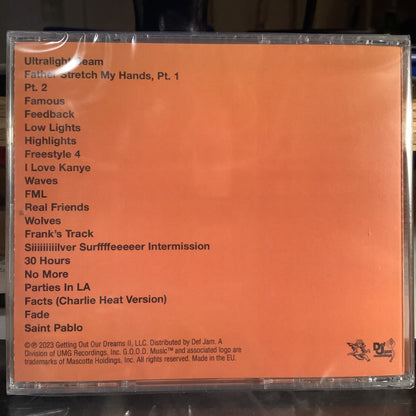 Ultralight Beam
Father Stretch My Hands, Pt. 1
Pt. 2
Famous
Feedback
Low Lights
Highlights
Freestyle 4
I Love Kanye
Waves
FML
Real Friends
Wolves
Frank's Track
Siiiiiiiiilver Surffffeeeeer Intermission
30 Hours
No More
Parties In LA
Facts (Charlie Heat Version)
Fade
Saint Pablo
©℗ 2023 Getting Out Our Dreams II, LLC. Distributed by Def Jam. A
Division of UMG Recordings, Inc. G.O.O.D. Music™ and associated logo are
trademarks of Mascotte Holdings, Inc. All rights reserved. Made in the EU.
Def Jam